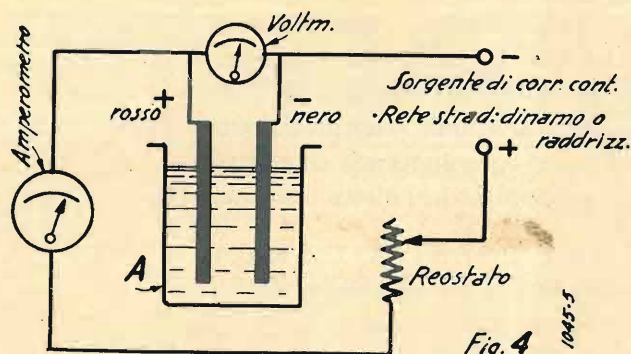 Voltm.
Amperometro
+
-
rosso
nero
-
Sorgente di corr. cont.
·Rete strad: dinamo o
raddrizz.
+
A
Reostato
Fig. 4
1045-5